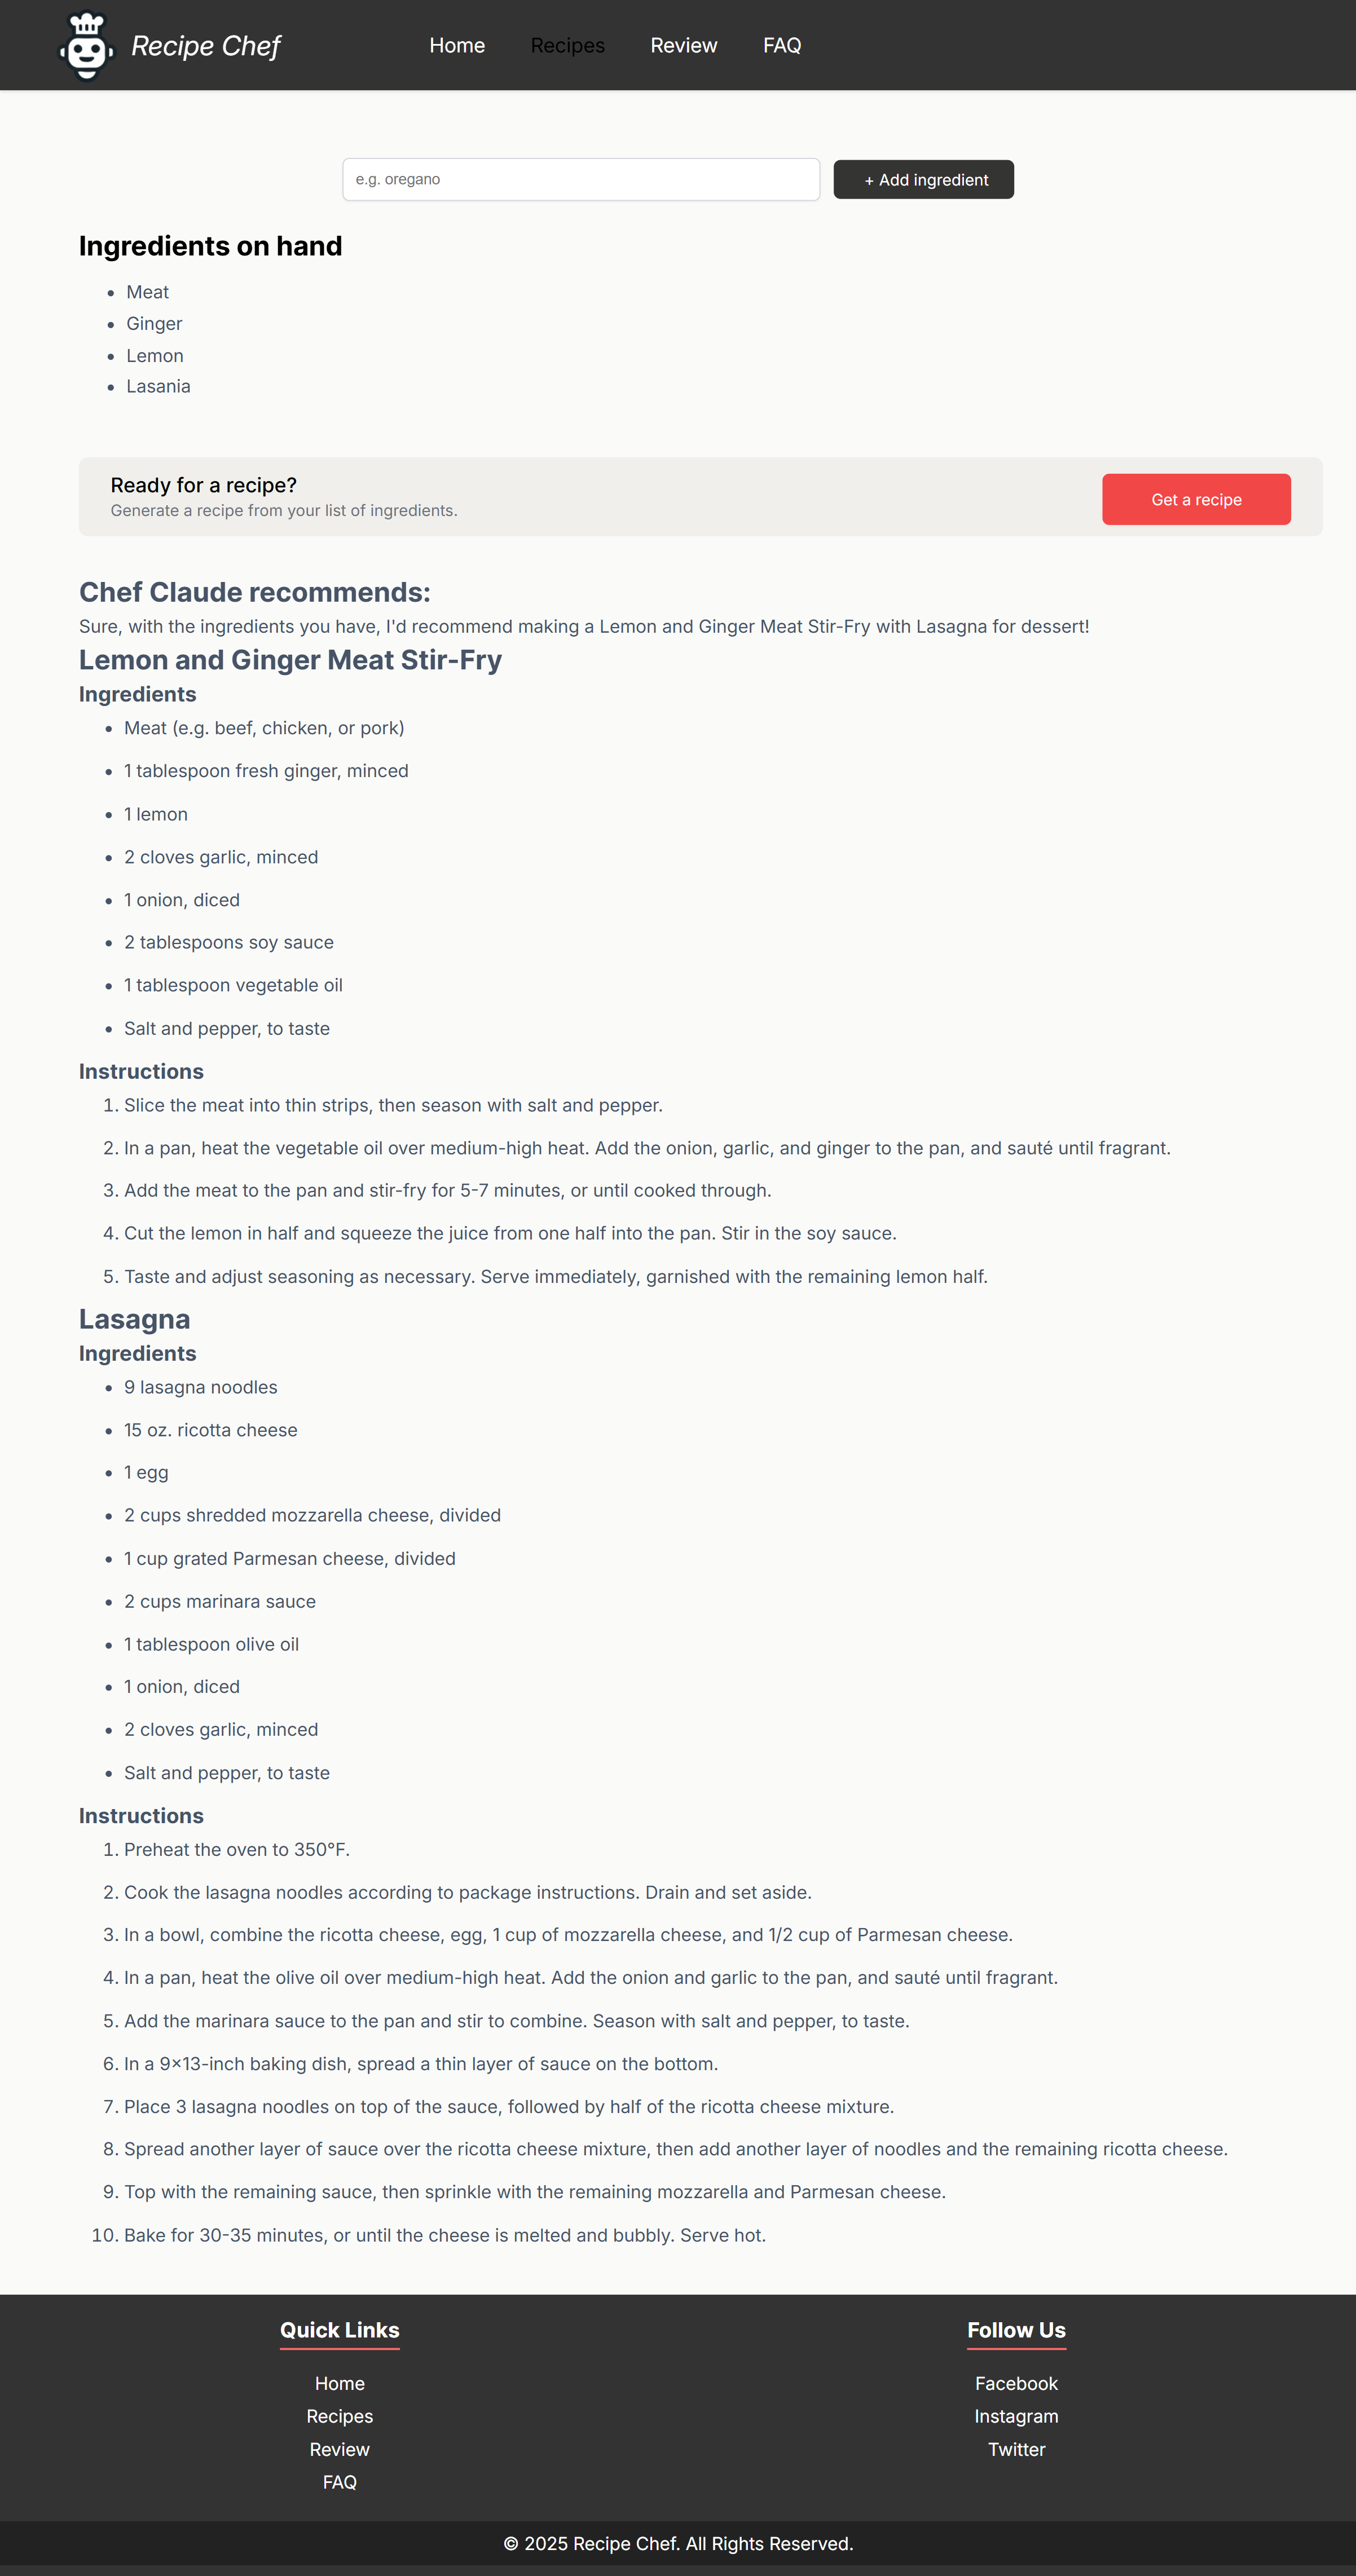 Recipe Chef
Home
Recipes
Review
FAQ
e.g. oregano
+ Add ingredient
Ingredients on hand
• Meat
• Ginger
• Lemon
• Lasania
Ready for a recipe?
Generate a recipe from your list of ingredients.
Get a recipe
Chef Claude recommends:
Sure, with the ingredients you have, I'd recommend making a Lemon and Ginger Meat Stir-Fry with Lasagna for dessert!
Lemon and Ginger Meat Stir-Fry
Ingredients
• Meat (e.g. beef, chicken, or pork)
• 1 tablespoon fresh ginger, minced
• 1 lemon
• 2 cloves garlic, minced
• 1 onion, diced
• 2 tablespoons soy sauce
• 1 tablespoon vegetable oil
• Salt and pepper, to taste
Instructions
1. Slice the meat into thin strips, then season with salt and pepper.
2. In a pan, heat the vegetable oil over medium-high heat. Add the onion, garlic, and ginger to the pan, and sauté until fragrant.
3. Add the meat to the pan and stir-fry for 5-7 minutes, or until cooked through.
4. Cut the lemon in half and squeeze the juice from one half into the pan. Stir in the soy sauce.
5. Taste and adjust seasoning as necessary. Serve immediately, garnished with the remaining lemon half.
Lasagna
Ingredients
• 9 lasagna noodles
• 15 oz. ricotta cheese
• 1 egg
• 2 cups shredded mozzarella cheese, divided
• 1 cup grated Parmesan cheese, divided
• 2 cups marinara sauce
• 1 tablespoon olive oil
• 1 onion, diced
• 2 cloves garlic, minced
• Salt and pepper, to taste
Instructions
1. Preheat the oven to 350°F.
2. Cook the lasagna noodles according to package instructions. Drain and set aside.
3. In a bowl, combine the ricotta cheese, egg, 1 cup of mozzarella cheese, and 1/2 cup of Parmesan cheese.
4. In a pan, heat the olive oil over medium-high heat. Add the onion and garlic to the pan, and sauté until fragrant.
5. Add the marinara sauce to the pan and stir to combine. Season with salt and pepper, to taste.
6. In a 9×13-inch baking dish, spread a thin layer of sauce on the bottom.
7. Place 3 lasagna noodles on top of the sauce, followed by half of the ricotta cheese mixture.
8. Spread another layer of sauce over the ricotta cheese mixture, then add another layer of noodles and the remaining ricotta cheese.
9. Top with the remaining sauce, then sprinkle with the remaining mozzarella and Parmesan cheese.
10. Bake for 30-35 minutes, or until the cheese is melted and bubbly. Serve hot.
Quick Links
Home
Recipes
Review
FAQ
Follow Us
Facebook
Instagram
Twitter
© 2025 Recipe Chef. All Rights Reserved.